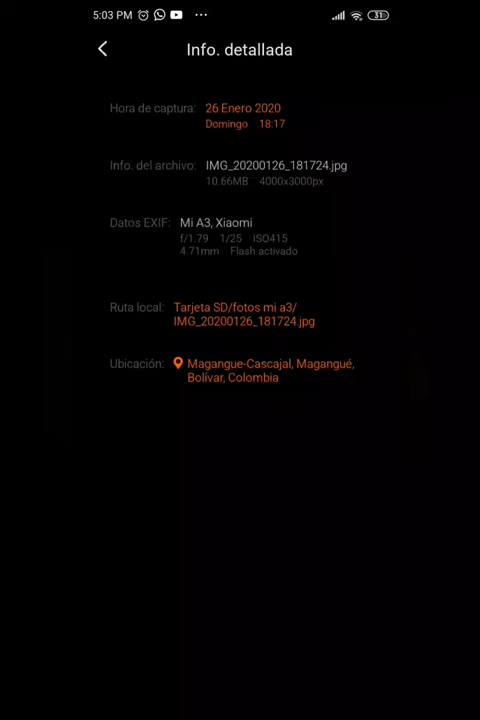 5:03 PM ... 31
Info. detallada
Hora de captura: 26 Enero 2020
Domingo 18:17
Info. del archivo: IMG_20200126_181724.jpg
10.66MB 4000x3000px
Datos EXIF: Mi A3, Xiaomi
f/1.79 1/25 ISO415
4.71mm Flash activado
Ruta local: Tarjeta SD/fotos mi a3/
IMG_20200126_181724.jpg
Ubicación: Magangue-Cascajal, Magangué,
Bolívar, Colombia